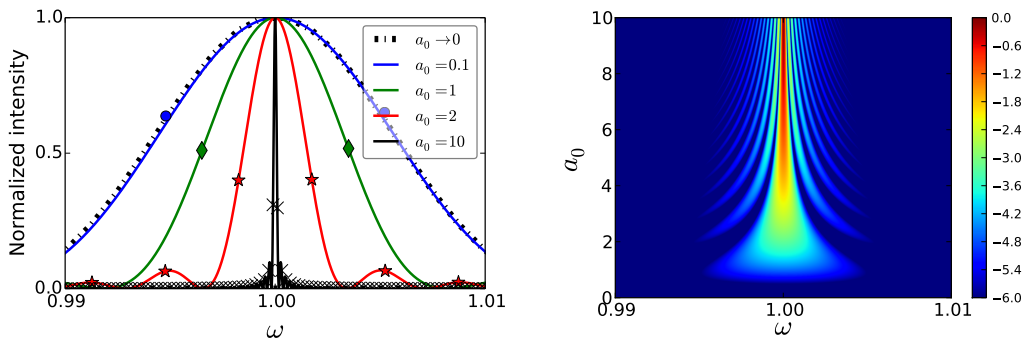 Normalized intensity
1.0
0.5
0.0
0.99
1.00
1.01
ω
a₀ →0
a₀ =0.1
a₀ =1
a₀ =2
a₀ =10
a₀
10
8
6
4
2
0
0.99
1.00
1.01
ω
0.0
−0.6
−1.2
−1.8
−2.4
−3.0
−3.6
−4.2
−4.8
−5.4
−6.0